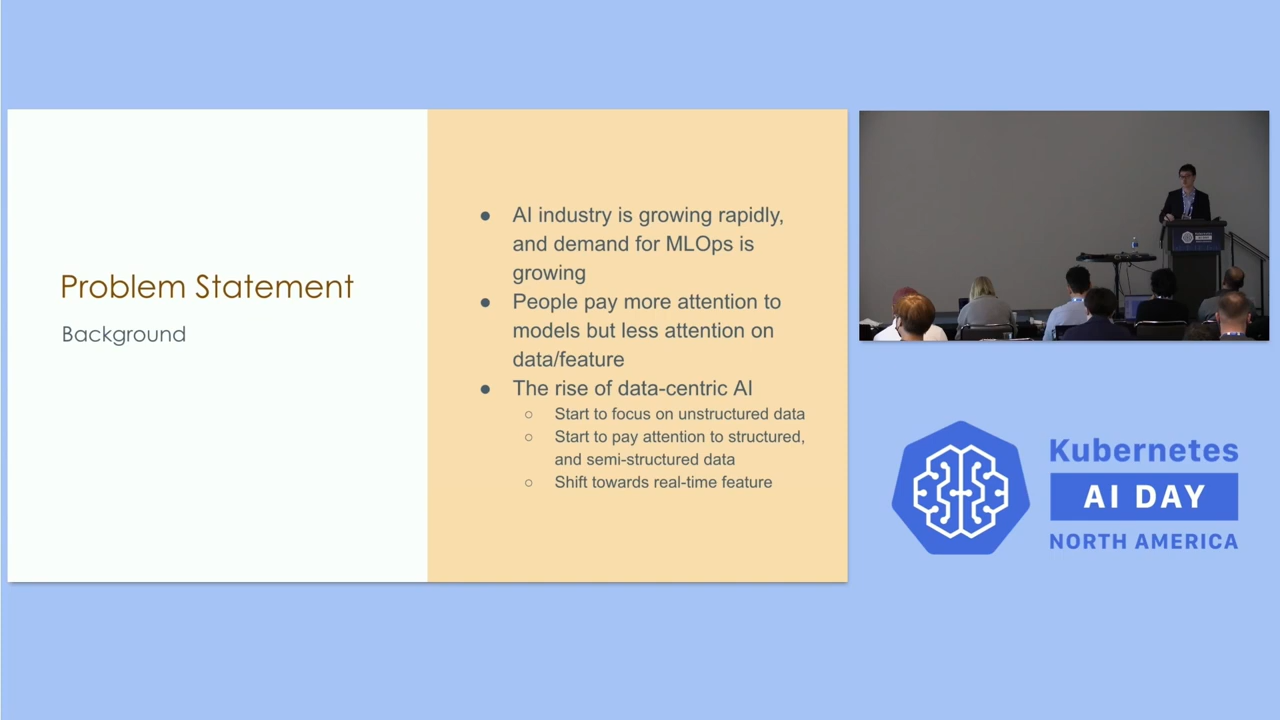 Problem Statement
Background
● AI industry is growing rapidly,
and demand for MLOps is
growing
● People pay more attention to
models but less attention on
data/feature
● The rise of data-centric AI
○ Start to focus on unstructured data
○ Start to pay attention to structured,
and semi-structured data
○ Shift towards real-time feature
Kubernetes
AI DAY
NORTH AMERICA